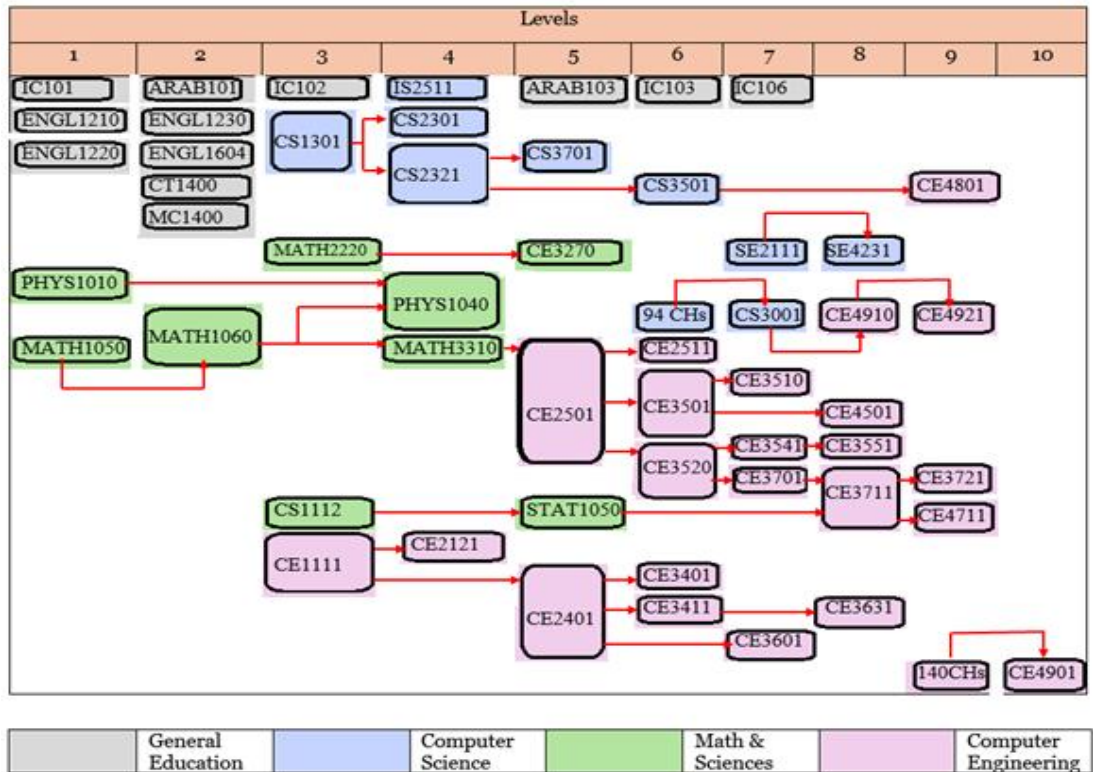 Levels
1 2 3 4 5 6 7 8 9 10
IC101 ARAB101 IC102 IS2511 ARAB103 IC103 IC106
ENGL1210 ENGL1230 CS1301 CS2301
ENGL1220 ENGL1604 CS2321 CS3701
CT1400 CS3501 CE4801
MC1400
MATH2220 CE3270 SE2111 SE4231
PHYS1010 PHYS1040 94 CHs CS3001 CE4910 CE4921
MATH1050 MATH1060 MATH3310 CE2511
CE2501 CE3501 CE3510
CE4501
CE3520 CE3541 CE3551
CE3701 CE3711 CE3721
CS1112 STAT1050 CE4711
CE1111 CE2121
CE2401 CE3401
CE3411 CE3631
CE3601
140CHs CE4901
General Education
Computer Science
Math & Sciences
Computer Engineering